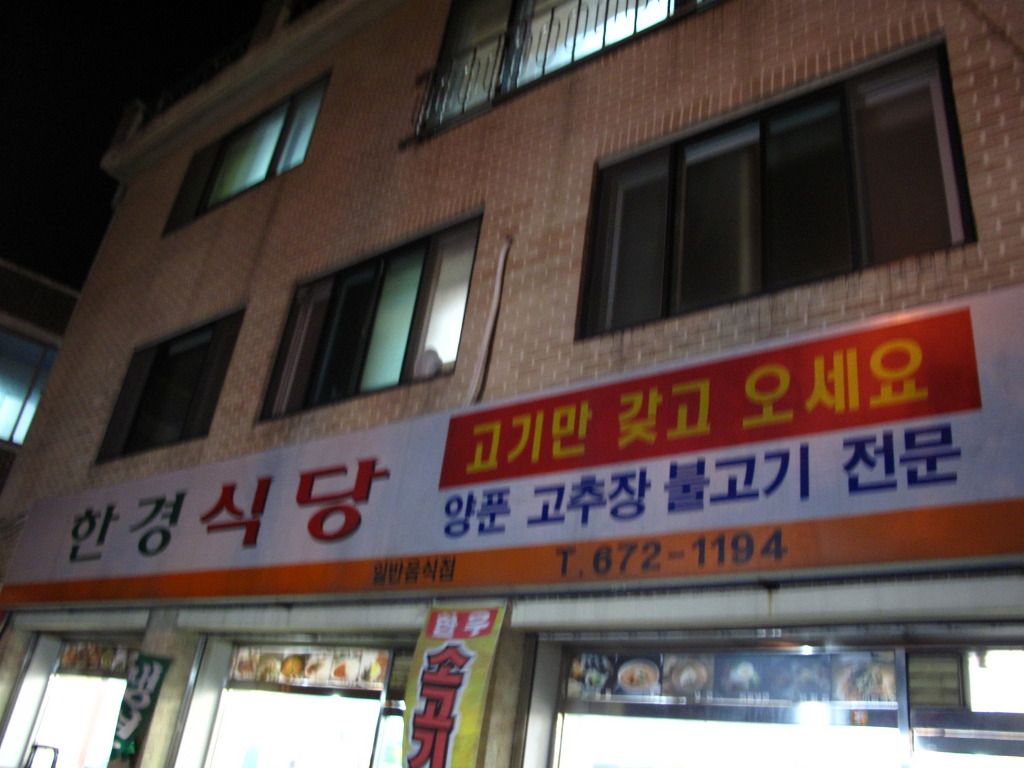 고기만 갖고 오세요
한경식당
양푼 고추장 불고기 전문
일반음식점
T. 672-1194
한우
소고기